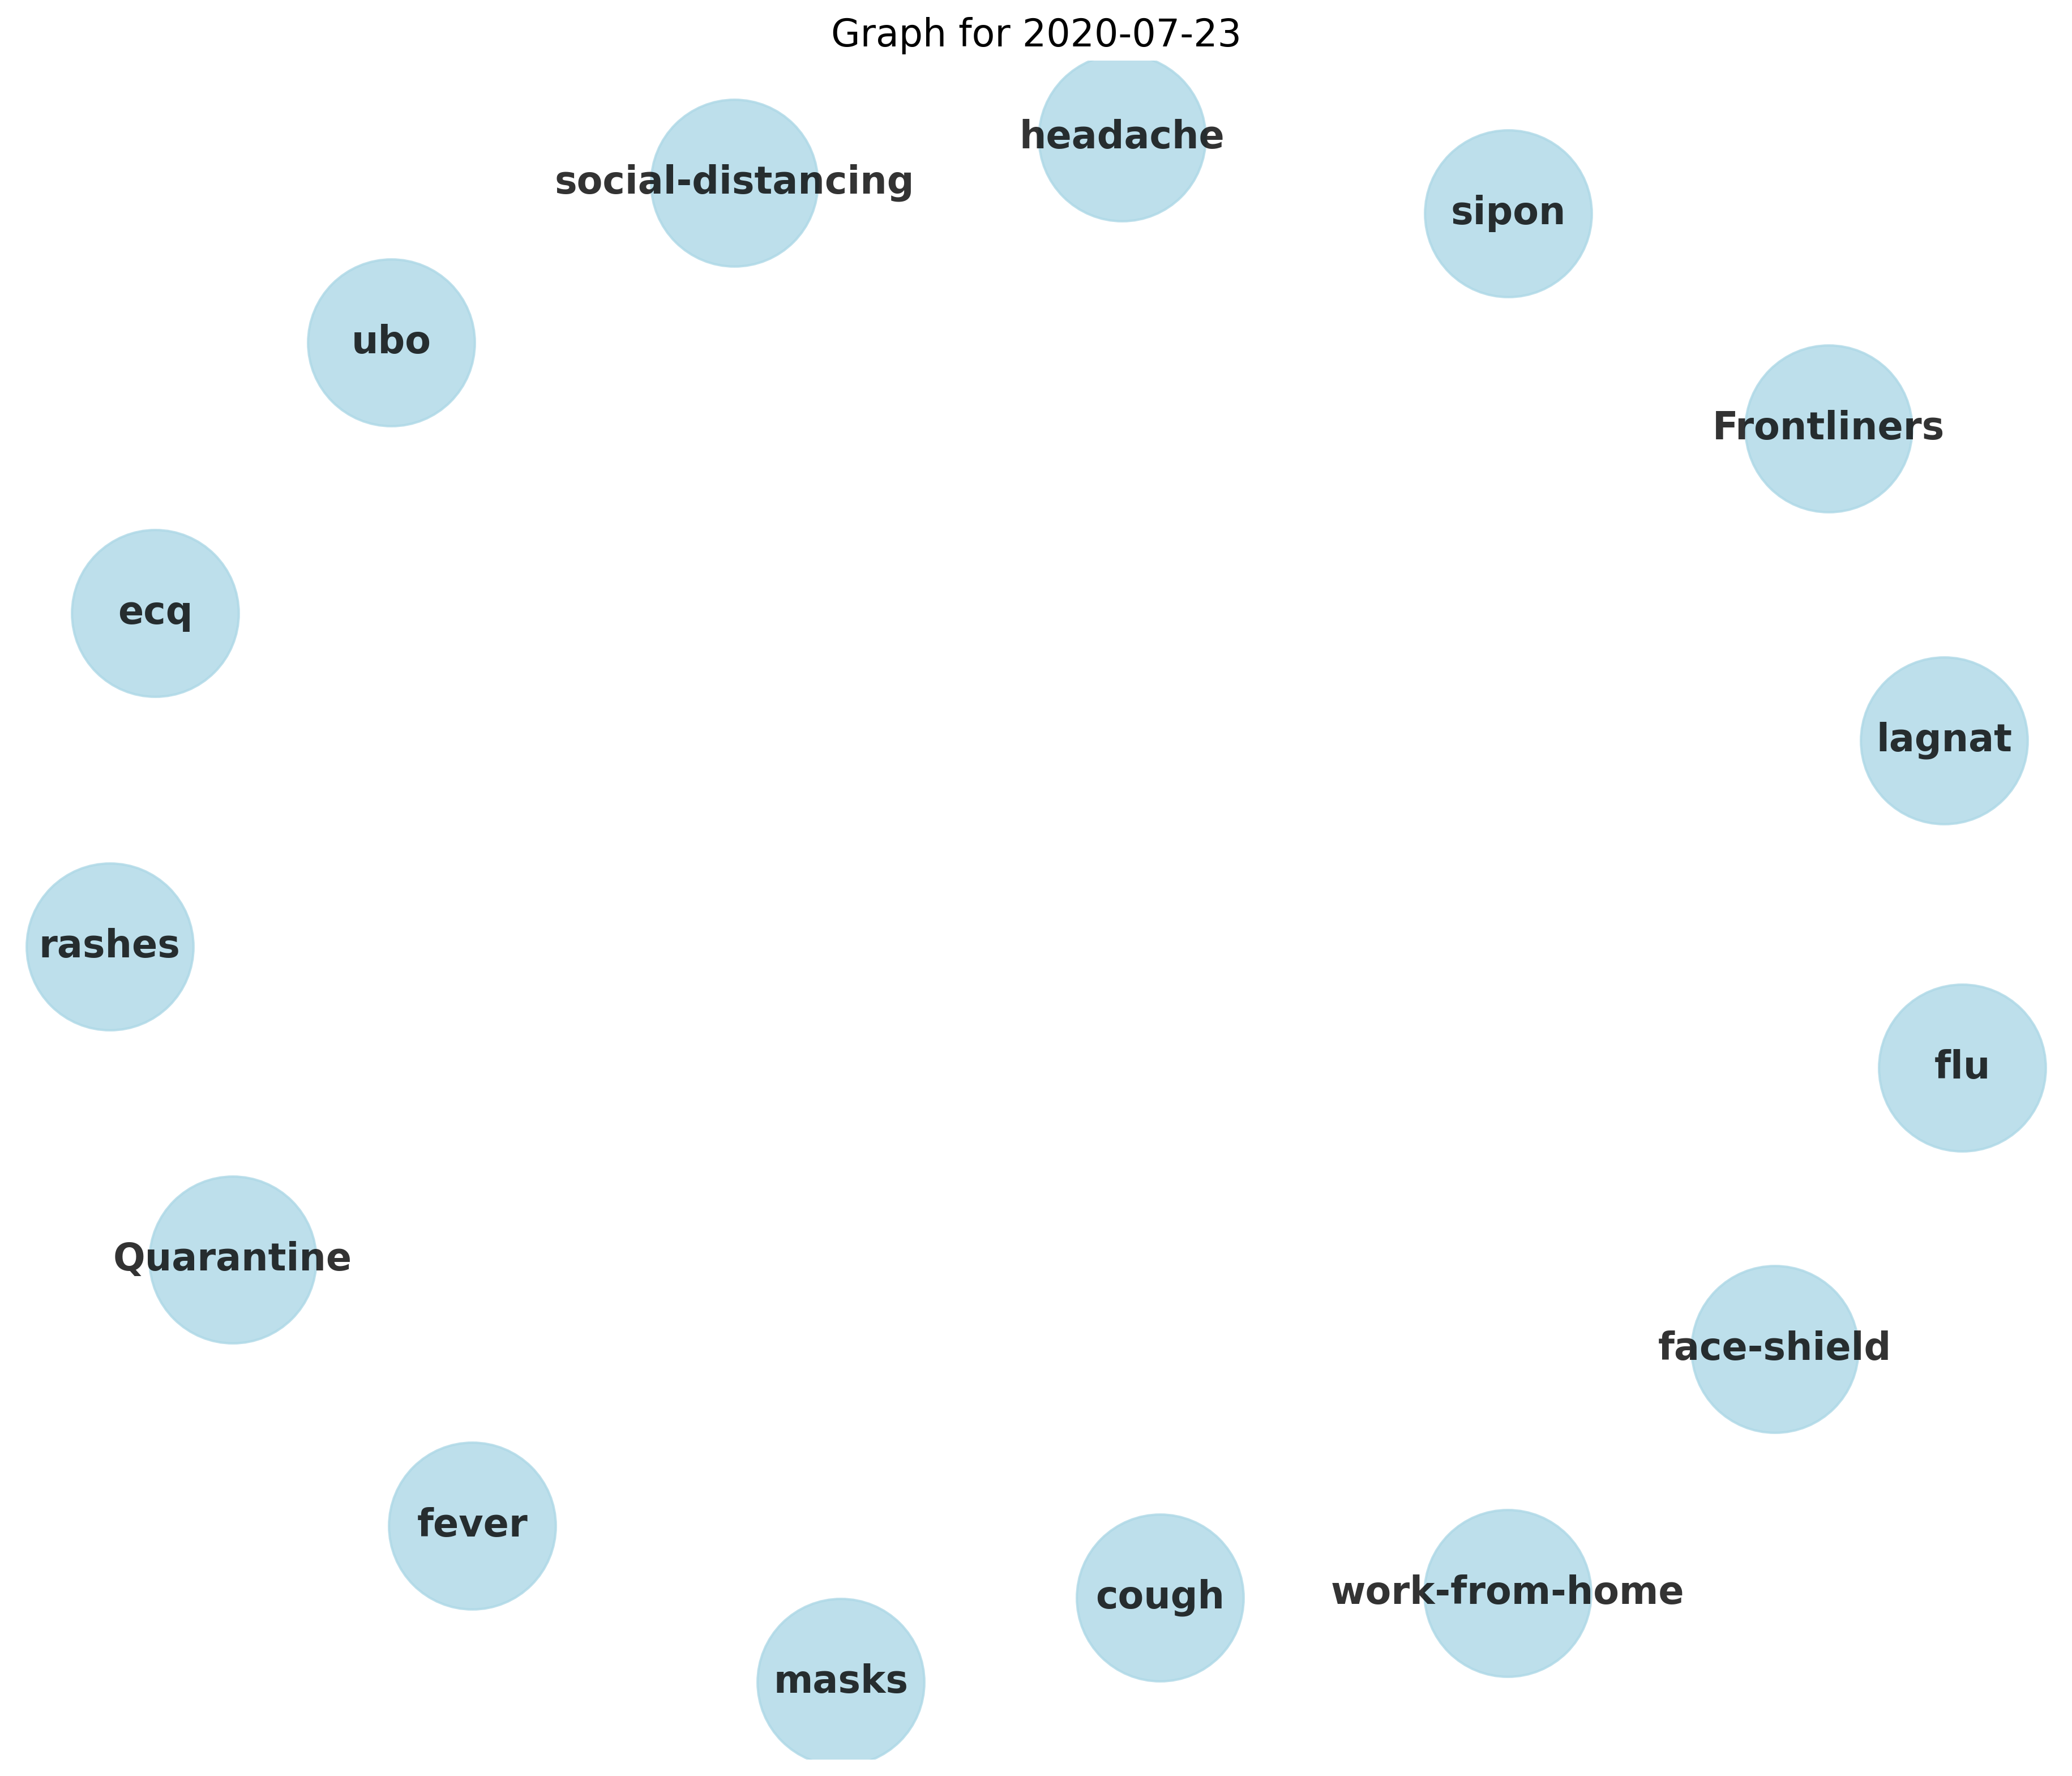 Graph for 2020-07-23
headache
social-distancing
sipon
ubo
Frontliners
ecq
lagnat
rashes
flu
Quarantine
face-shield
fever
work-from-home
cough
masks